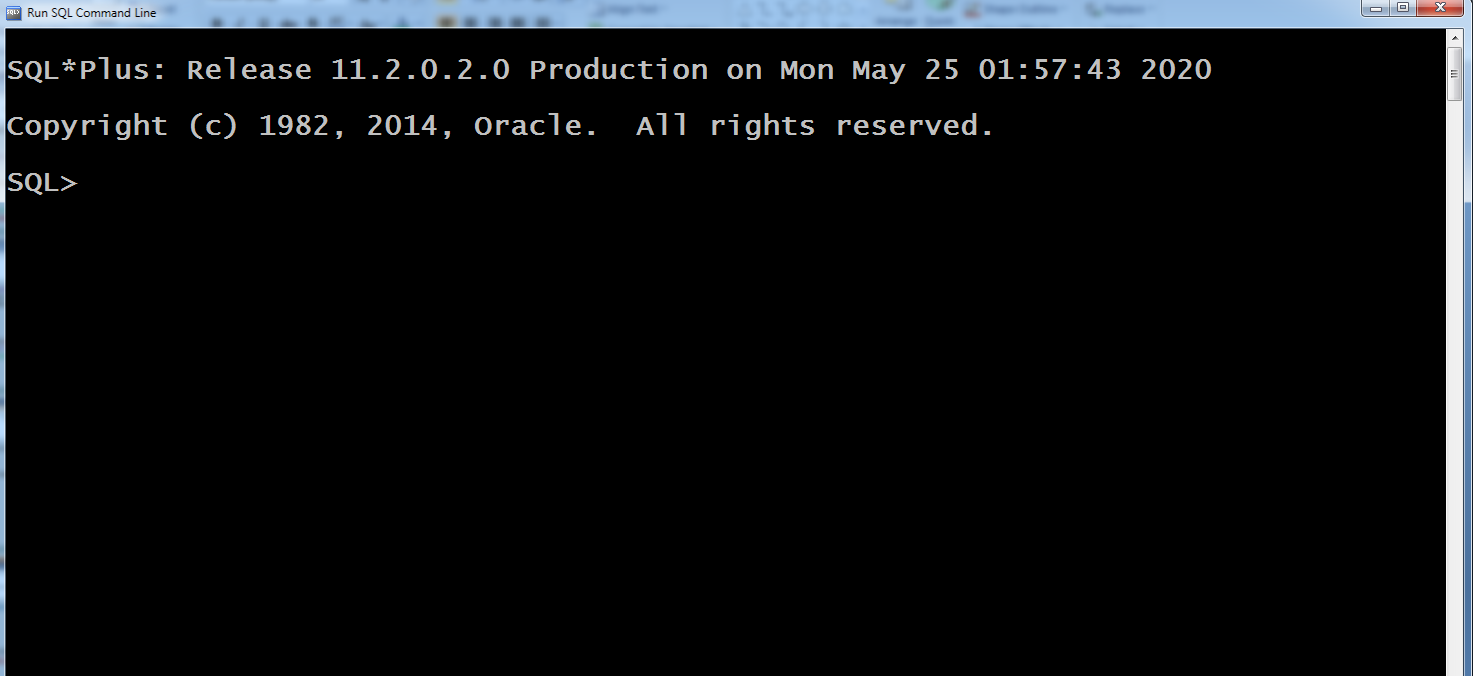 Run SQL Command Line
SQL*Plus: Release 11.2.0.2.0 Production on Mon May 25 01:57:43 2020
Copyright (c) 1982, 2014, Oracle.  All rights reserved.
SQL>